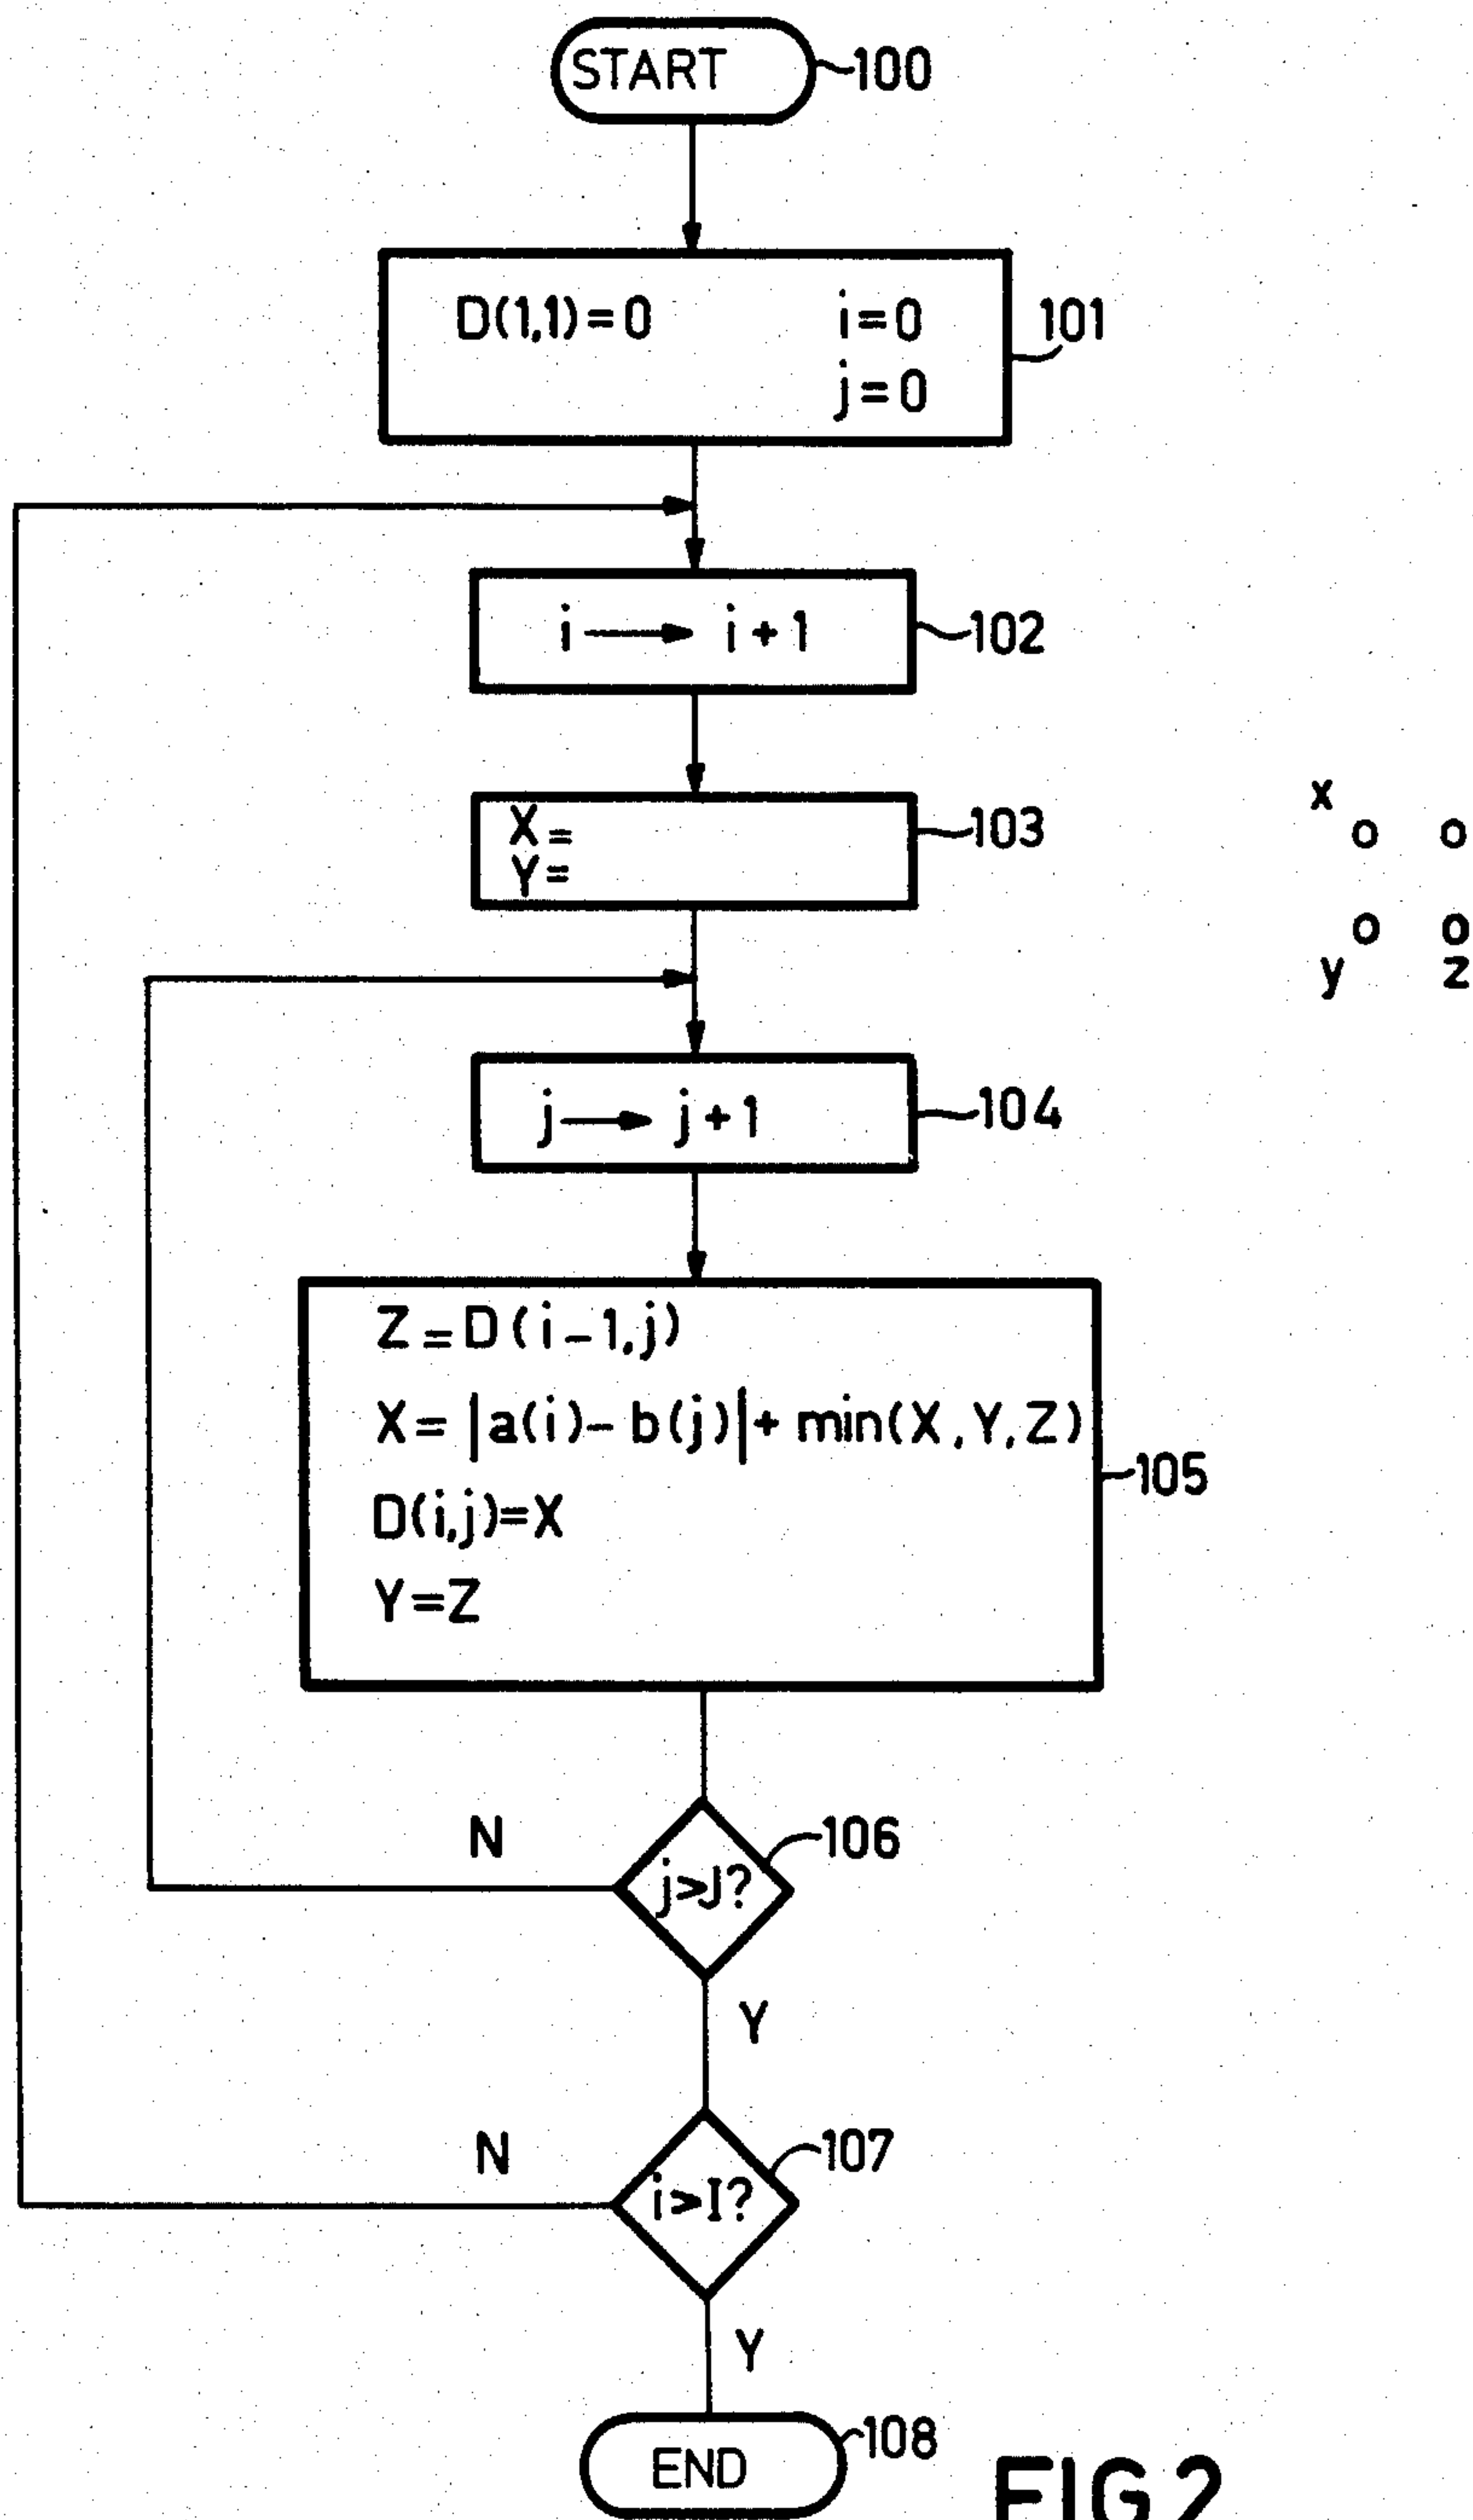 START 100
D(1,1)=0 i=0 101
j=0
i → i+1 102
X= 103
Y=
x
o o
o o
y z
j → j+1 104
Z=D(i-1,j)
X=|a(i)-b(j)|+ min(X,Y,Z)
105
D(i,j)=X
Y=Z
N 106
j>J?
Y
N 107
i>I?
Y
END 108
FIG.2